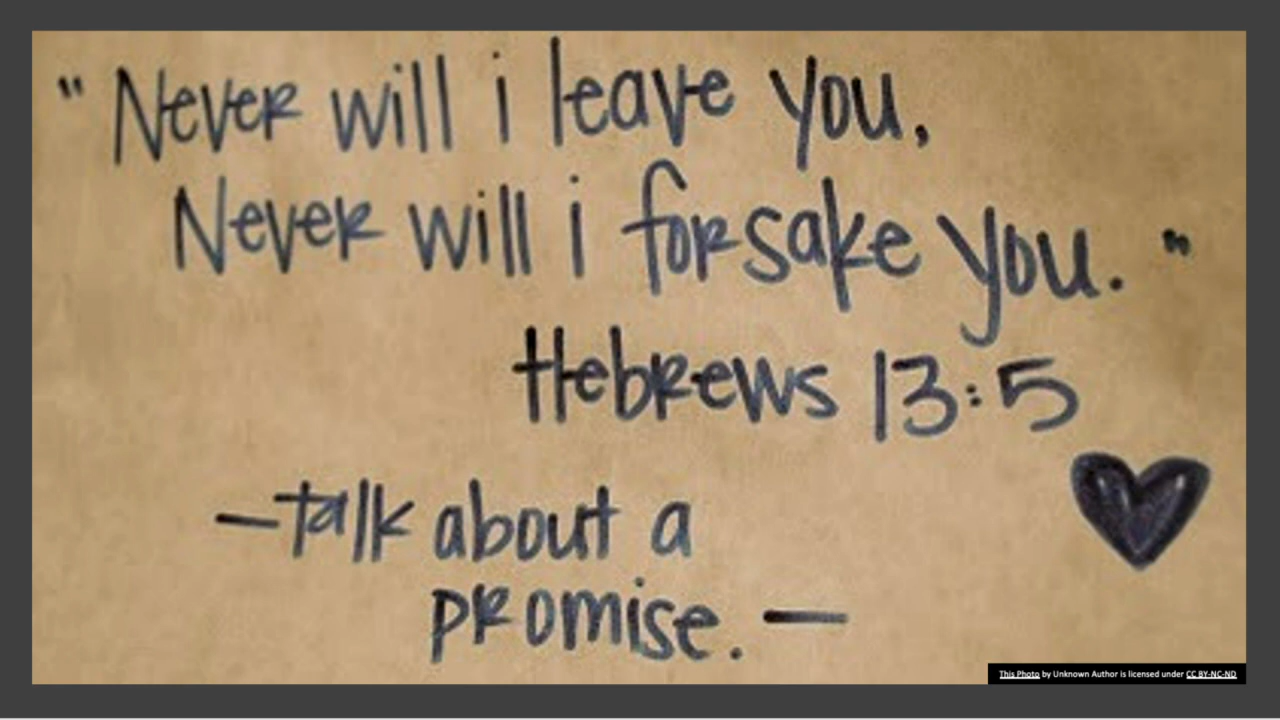 "Never will i leave you,
Never will i forsake you."
Hebrews 13:5
-talk about a
promise.-
This Photo by Unknown Author is licensed under CC BY-NC-ND